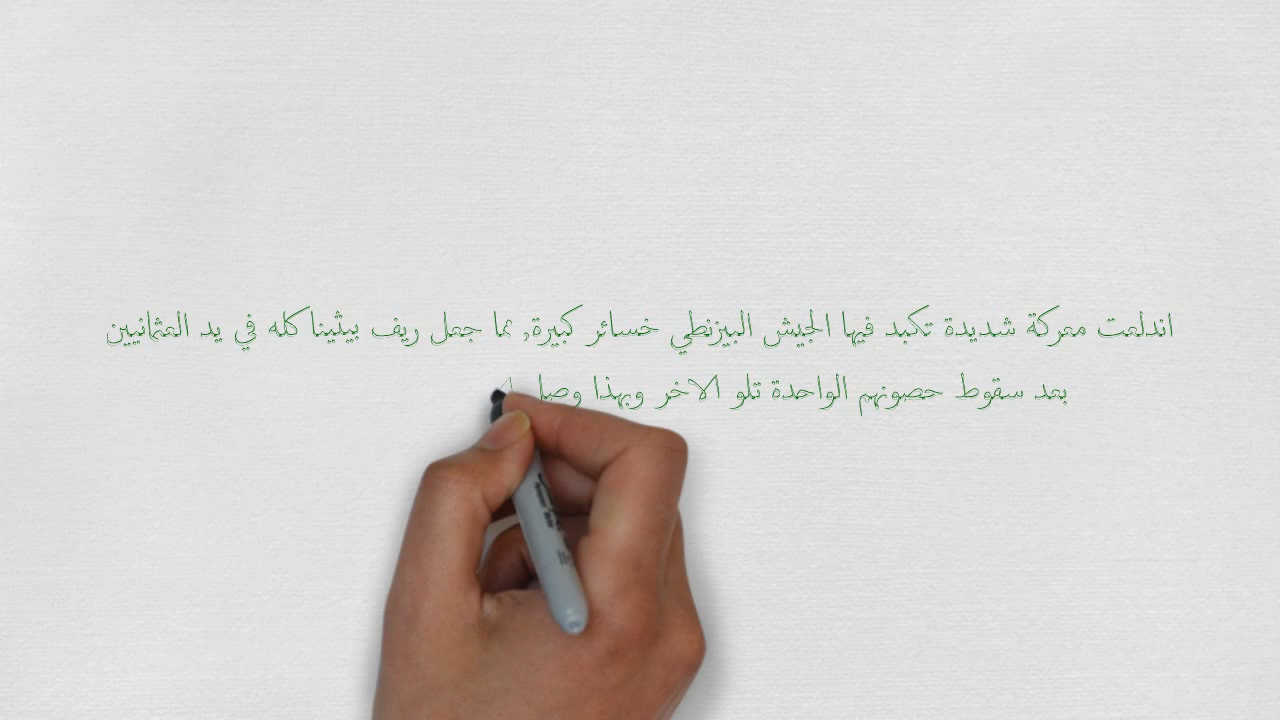 اندلعت معركة شديدة تكبد فيها الجيش البيزنطي خسائر كبيرة, مما جعل ريف بيثينا كله في يد العثمانيين
بعد سقوط حصونهم الواحدة تلو الاخر وبهذا وصل